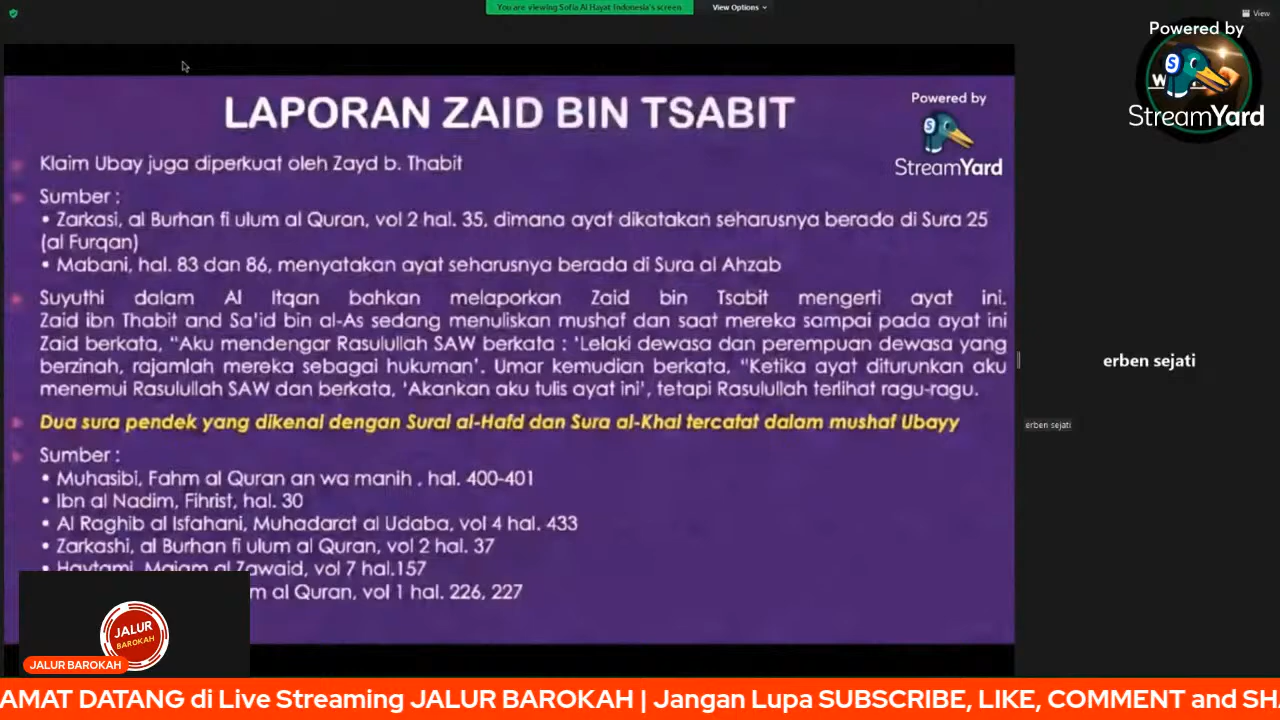 You are viewing Sofia Al Hayat Indonesia's screen
View Options
View
Powered by
StreamYard
LAPORAN ZAID BIN TSABIT
Powered by
StreamYard
Klaim Ubay juga diperkuat oleh Zayd b. Thabit
Sumber :
• Zarkasi, al Burhan fi ulum al Quran, vol 2 hal. 35, dimana ayat dikatakan seharusnya berada di Sura 25
(al Furqan)
• Mabani, hal. 83 dan 86, menyatakan ayat seharusnya berada di Sura al Ahzab
Suyuthi dalam Al Itqan bahkan melaporkan Zaid bin Tsabit mengerti ayat ini.
Zaid ibn Thabit and Sa'id bin al-As sedang menuliskan mushaf dan saat mereka sampai pada ayat ini
Zaid berkata, “Aku mendengar Rasulullah SAW berkata : ‘Lelaki dewasa dan perempuan dewasa yang
berzinah, rajamlah mereka sebagai hukuman’. Umar kemudian berkata, “Ketika ayat diturunkan aku
menemui Rasulullah SAW dan berkata, ‘Akankan aku tulis ayat ini’, tetapi Rasulullah terlihat ragu-ragu.
Dua sura pendek yang dikenal dengan Sural al-Hafd dan Sura al-Khal tercatat dalam mushaf Ubayy
Sumber :
• Muhasibi, Fahm al Quran an wa manih , hal. 400-401
• Ibn al Nadim, Fihrist, hal. 30
• Al Raghib al Isfahani, Muhadarat al Udaba, vol 4 hal. 433
• Zarkashi, al Burhan fi ulum al Quran, vol 2 hal. 37
• Haytami, Majam al Zawaid, vol 7 hal.157
al Quran, vol 1 hal. 226, 227
erben sejati
erben sejati
JALUR
BAROKAH
JALUR BAROKAH
AMAT DATANG di Live Streaming JALUR BAROKAH | Jangan Lupa SUBSCRIBE, LIKE, COMMENT and SHA